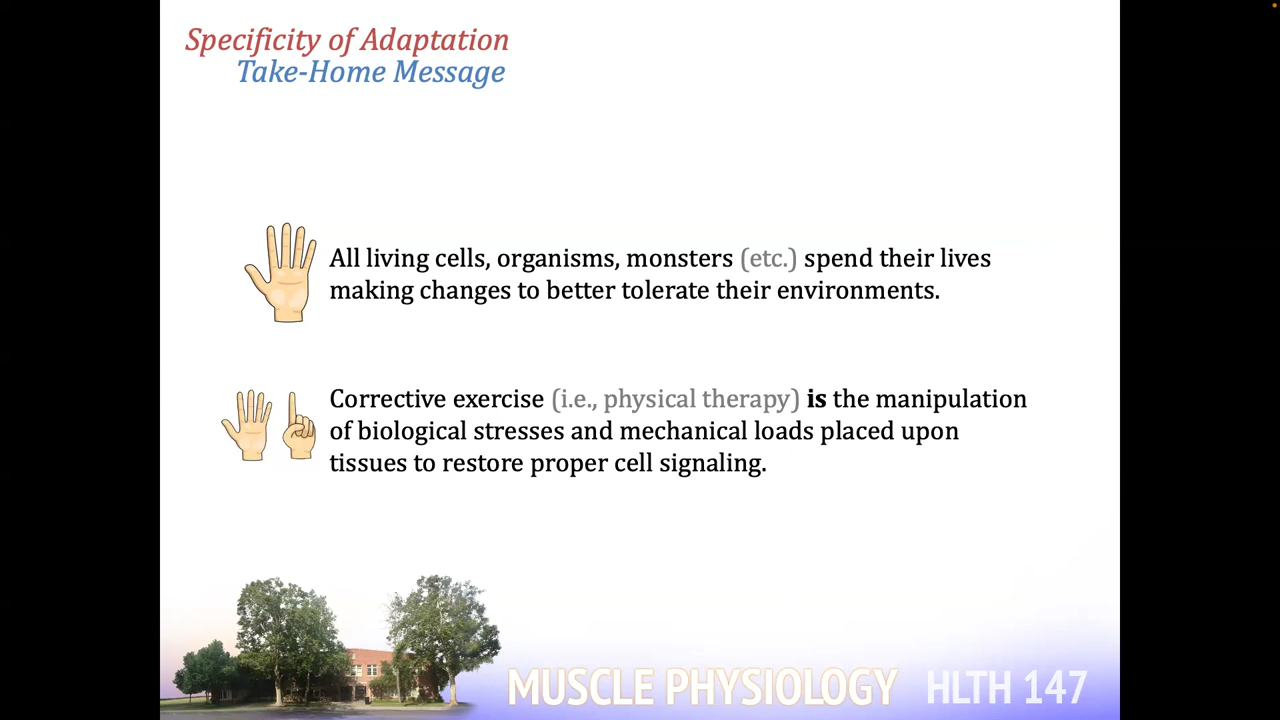 Specificity of Adaptation
Take-Home Message
All living cells, organisms, monsters (etc.) spend their lives
making changes to better tolerate their environments.
Corrective exercise (i.e., physical therapy) is the manipulation
of biological stresses and mechanical loads placed upon
tissues to restore proper cell signaling.
MUSCLE PHYSIOLOGY HLTH 147